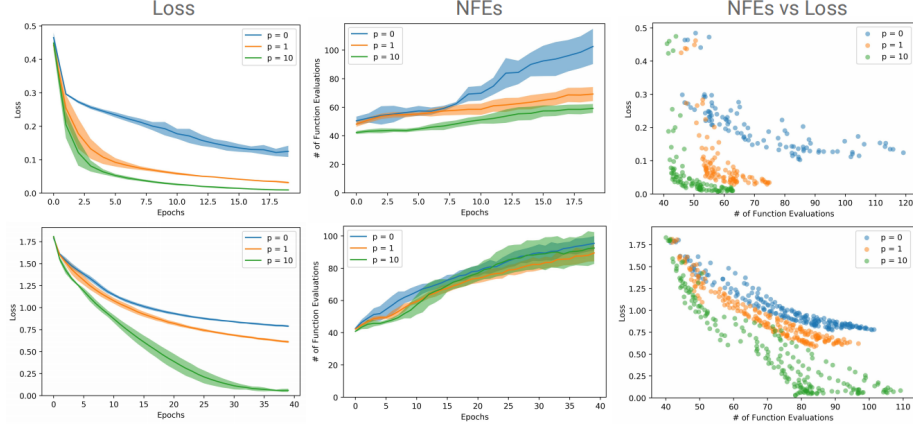 Loss
NFEs
NFEs vs Loss
0.5
0.4
0.3
0.2
0.1
0.0
Loss
p = 0
p = 1
p = 10
0.0 2.5 5.0 7.5 10.0 12.5 15.0 17.5
Epochs
100
80
60
40
20
0
# of Function Evaluations
p = 0
p = 1
p = 10
0.0 2.5 5.0 7.5 10.0 12.5 15.0 17.5
Epochs
0.5
0.4
0.3
0.2
0.1
0.0
Loss
p = 0
p = 1
p = 10
40 50 60 70 80 90 100 110 120
# of Function Evaluations
1.75
1.50
1.25
1.00
0.75
0.50
0.25
0.00
Loss
p = 0
p = 1
p = 10
0 5 10 15 20 25 30 35 40
Epochs
100
80
60
40
20
0
# of Function Evaluations
p = 0
p = 1
p = 10
0 5 10 15 20 25 30 35 40
Epochs
1.75
1.50
1.25
1.00
0.75
0.50
0.25
0.00
Loss
p = 0
p = 1
p = 10
40 50 60 70 80 90 100 110
# of Function Evaluations